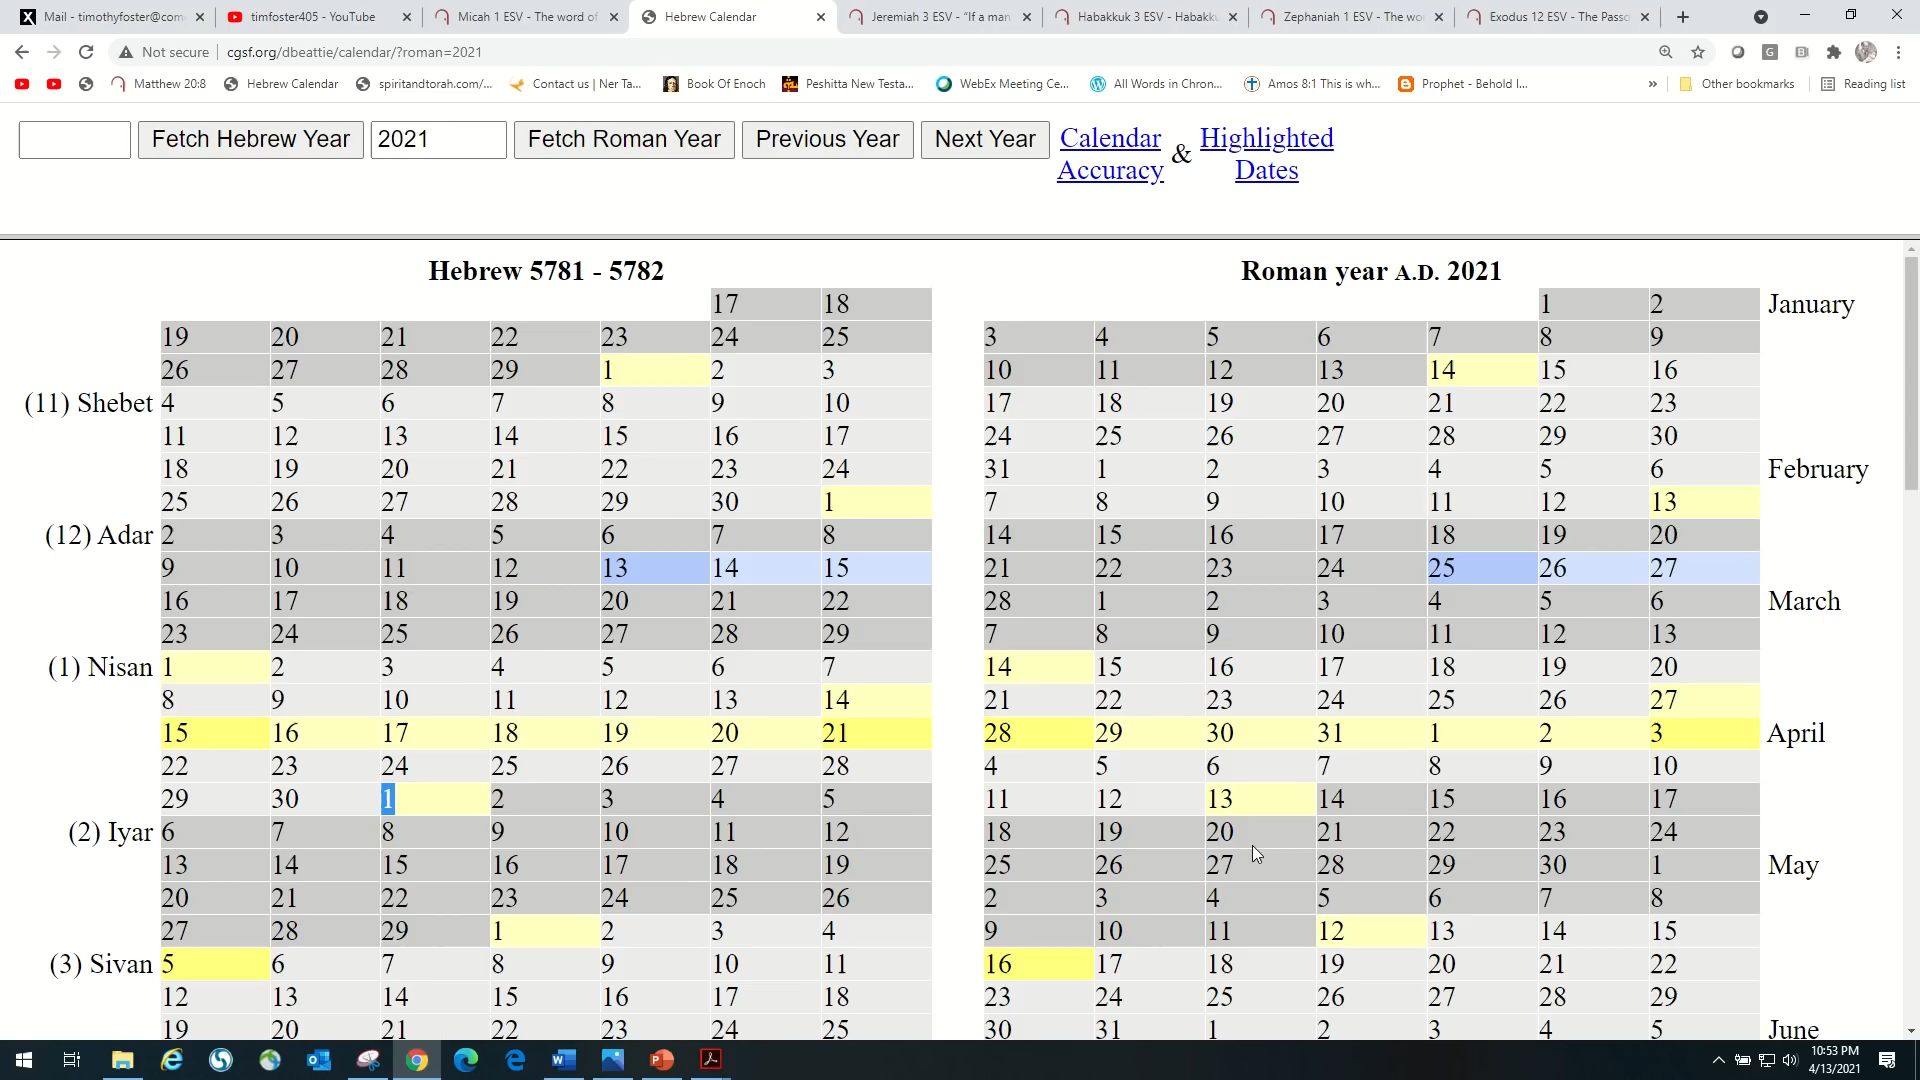 Mail - timothyfoster@com
timfoster405 - YouTube
Micah 1 ESV - The word of
Hebrew Calendar
Jeremiah 3 ESV - "If a man
Habakkuk 3 ESV - Habakku
Zephaniah 1 ESV - The wo
Exodus 12 ESV - The Passo
Not secure cgsf.org/dbeattie/calendar/?roman=2021
Matthew 20:8 Hebrew Calendar spiritandtorah.com/... Contact us | Ner Ta... Book Of Enoch Peshitta New Testa... WebEx Meeting Ce... All Words in Chron... Amos 8:1 This is wh... Prophet - Behold I... » Other bookmarks Reading list
Fetch Hebrew Year 2021 Fetch Roman Year Previous Year Next Year Calendar Accuracy & Highlighted Dates
Hebrew 5781 - 5782 Roman year A.D. 2021
17 18 1 2 January
19 20 21 22 23 24 25 3 4 5 6 7 8 9
26 27 28 29 1 2 3 10 11 12 13 14 15 16
(11) Shebet 4 5 6 7 8 9 10 17 18 19 20 21 22 23
11 12 13 14 15 16 17 24 25 26 27 28 29 30
18 19 20 21 22 23 24 31 1 2 3 4 5 6 February
25 26 27 28 29 30 1 7 8 9 10 11 12 13
(12) Adar 2 3 4 5 6 7 8 14 15 16 17 18 19 20
9 10 11 12 13 14 15 21 22 23 24 25 26 27
16 17 18 19 20 21 22 28 1 2 3 4 5 6 March
23 24 25 26 27 28 29 7 8 9 10 11 12 13
(1) Nisan 1 2 3 4 5 6 7 14 15 16 17 18 19 20
8 9 10 11 12 13 14 21 22 23 24 25 26 27
15 16 17 18 19 20 21 28 29 30 31 1 2 3 April
22 23 24 25 26 27 28 4 5 6 7 8 9 10
29 30 1 2 3 4 5 11 12 13 14 15 16 17
(2) Iyar 6 7 8 9 10 11 12 18 19 20 21 22 23 24
13 14 15 16 17 18 19 25 26 27 28 29 30 1 May
20 21 22 23 24 25 26 2 3 4 5 6 7 8
27 28 29 1 2 3 4 9 10 11 12 13 14 15
(3) Sivan 5 6 7 8 9 10 11 16 17 18 19 20 21 22
12 13 14 15 16 17 18 23 24 25 26 27 28 29
19 20 21 22 23 24 25 30 31 1 2 3 4 5 June
10:53 PM
4/13/2021